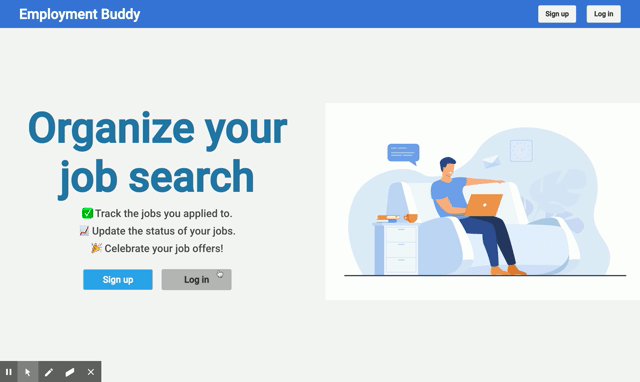 Employment Buddy
Sign up
Log in
Organize your
job search
✅ Track the jobs you applied to.
📈 Update the status of your jobs.
🎉 Celebrate your job offers!
Sign up
Log in